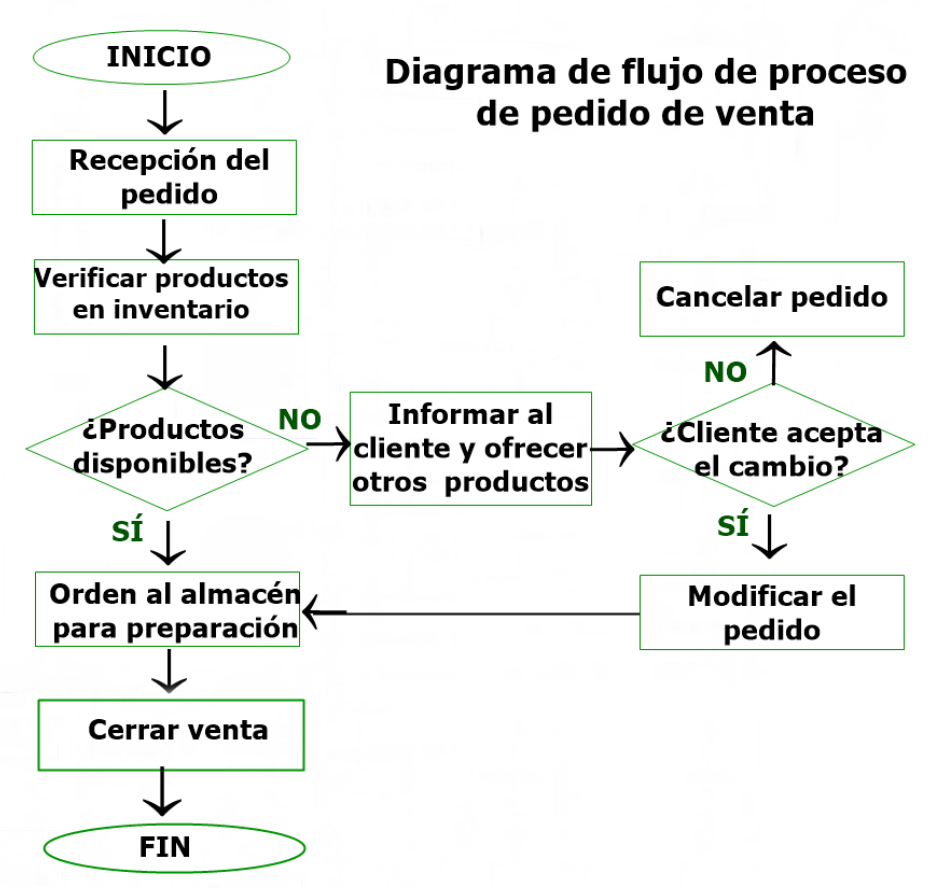 INICIO
Diagrama de flujo de proceso
de pedido de venta
Recepción del
pedido
Verificar productos
en inventario
¿Productos
disponibles?
NO
Informar al
cliente y ofrecer
otros productos
¿Cliente acepta
el cambio?
NO
Cancelar pedido
SÍ
Modificar el
pedido
SÍ
Orden al almacén
para preparación
Cerrar venta
FIN